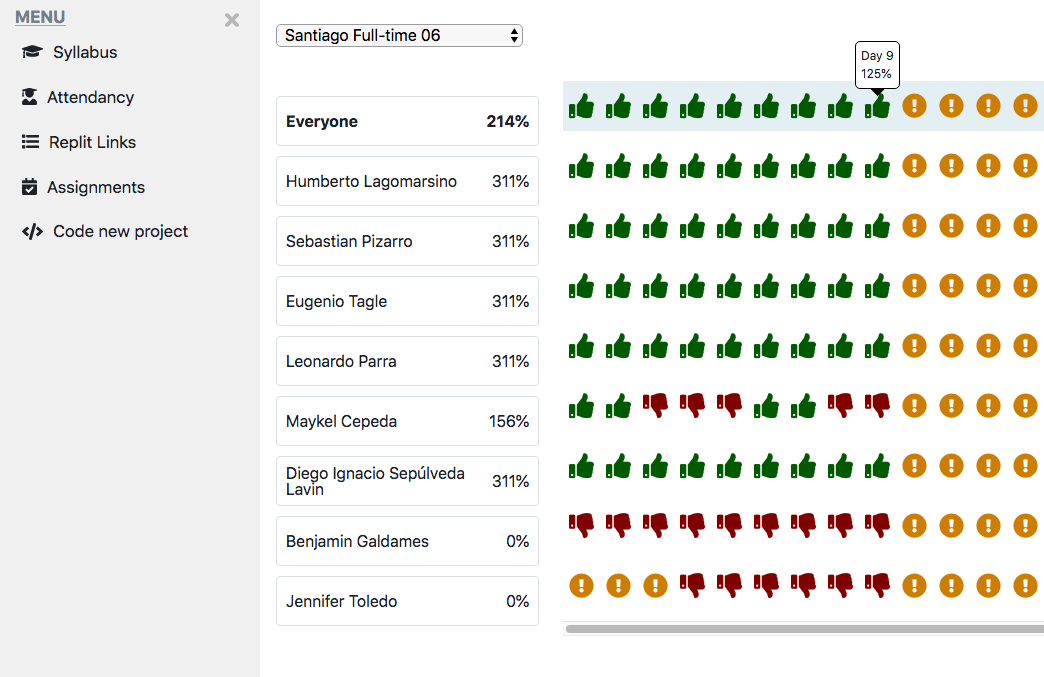 MENU
Syllabus
Attendancy
Replit Links
Assignments
Code new project
Santiago Full-time 06
Day 9
125%
Everyone 214%
Humberto Lagomarsino 311%
Sebastian Pizarro 311%
Eugenio Tagle 311%
Leonardo Parra 311%
Maykel Cepeda 156%
Diego Ignacio Sepúlveda
Lavin 311%
Benjamin Galdames 0%
Jennifer Toledo 0%